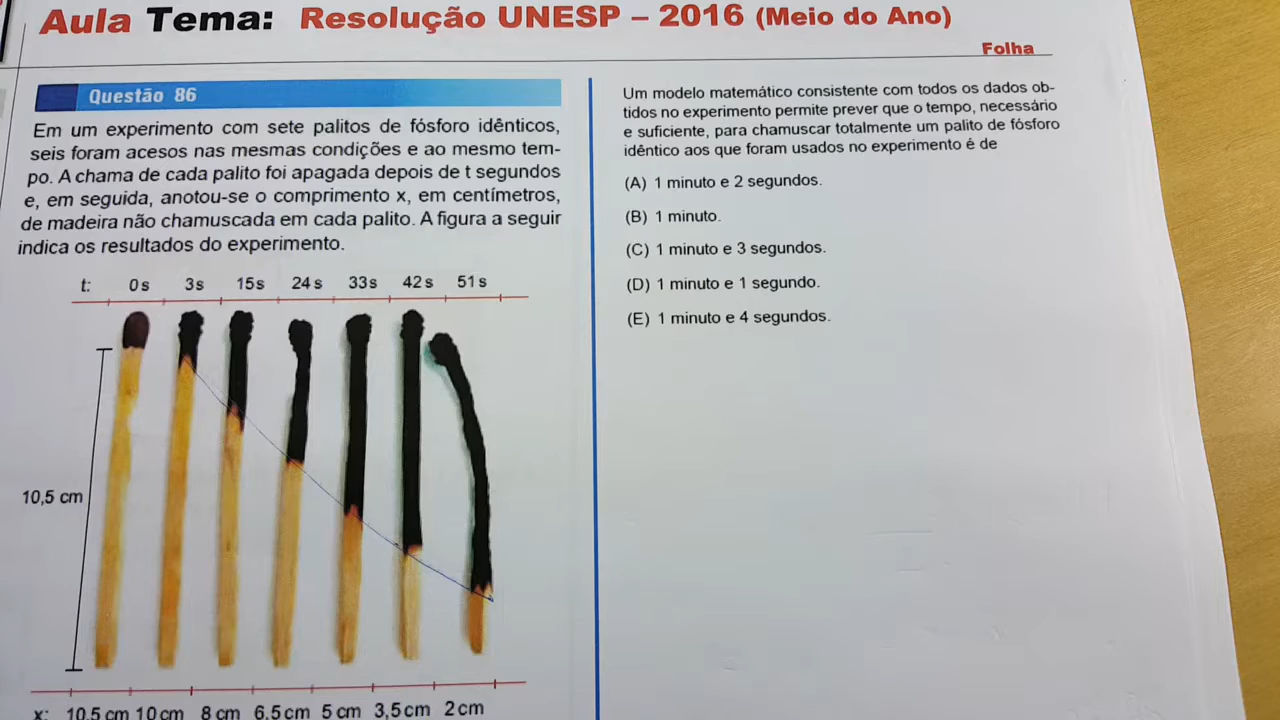 Aula Tema: Resolução UNESP – 2016 (Meio do Ano)
Folha
Questão 86
Em um experimento com sete palitos de fósforo idênticos,
seis foram acesos nas mesmas condições e ao mesmo tem-
po. A chama de cada palito foi apagada depois de t segundos
e, em seguida, anotou-se o comprimento x, em centímetros,
de madeira não chamuscada em cada palito. A figura a seguir
indica os resultados do experimento.
t: 0 s 3s 15s 24 s 33s 42 s 51 s
10,5 cm
x: 10,5 cm 10 cm 8 cm 6,5 cm 5 cm 3,5 cm 2 cm
Um modelo matemático consistente com todos os dados ob-
tidos no experimento permite prever que o tempo, necessário
e suficiente, para chamuscar totalmente um palito de fósforo
idêntico aos que foram usados no experimento é de
(A) 1 minuto e 2 segundos.
(B) 1 minuto.
(C) 1 minuto e 3 segundos.
(D) 1 minuto e 1 segundo.
(E) 1 minuto e 4 segundos.